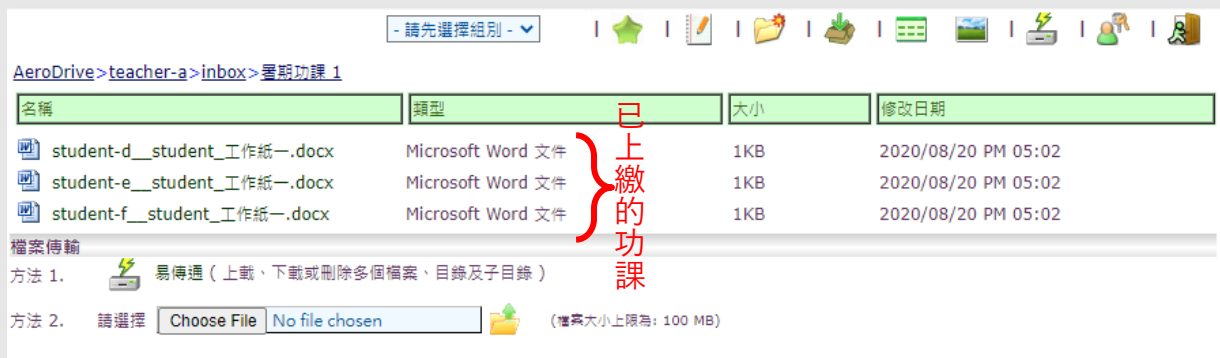 - 請先選擇組別 -
AeroDrive>teacher-a>inbox>暑期功課 1
名稱 類型 大小 修改日期
student-d__student_工作紙一.docx Microsoft Word 文件 1KB 2020/08/20 PM 05:02
student-e__student_工作紙一.docx Microsoft Word 文件 1KB 2020/08/20 PM 05:02
student-f__student_工作紙一.docx Microsoft Word 文件 1KB 2020/08/20 PM 05:02
已上繳的功課
檔案傳輸
方法 1. 易傳通 ( 上載、下載或刪除多個檔案、目錄及子目錄 )
方法 2. 請選擇 Choose File No file chosen (檔案大小上限為: 100 MB)